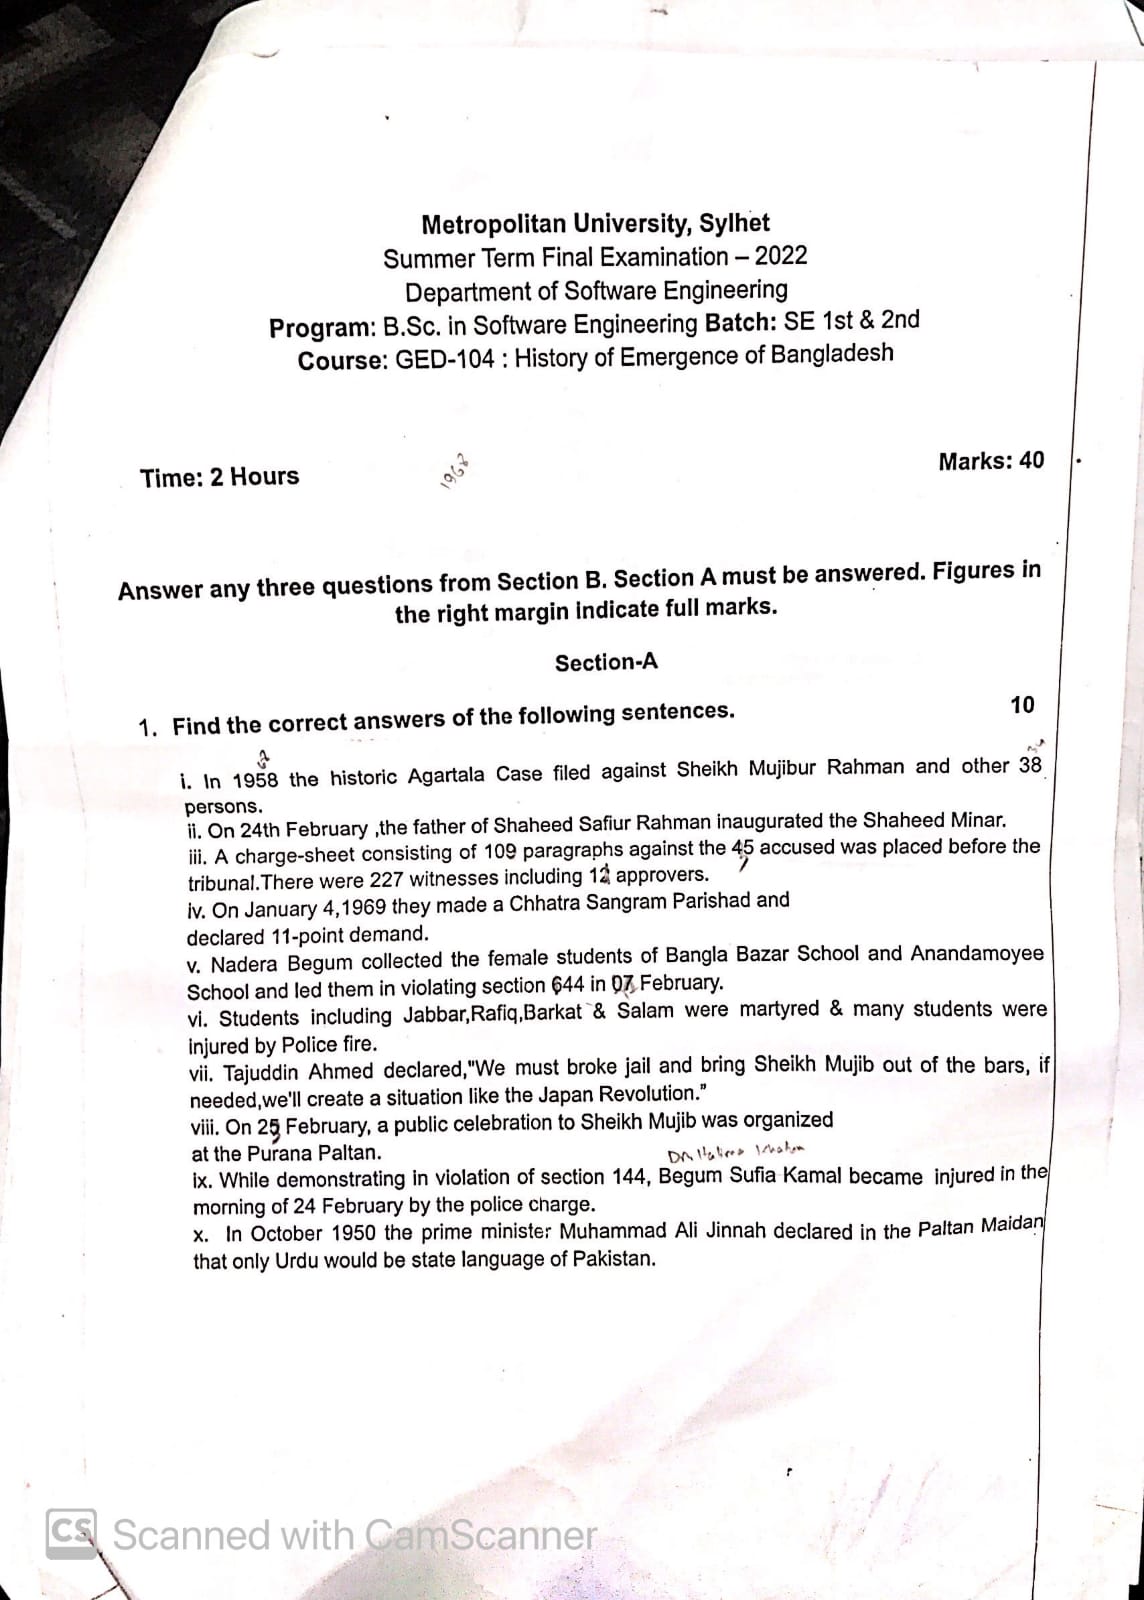 Metropolitan University, Sylhet
Summer Term Final Examination – 2022
Department of Software Engineering
Program: B.Sc. in Software Engineering Batch: SE 1st & 2nd
Course: GED-104 : History of Emergence of Bangladesh
Time: 2 Hours
1968
Marks: 40
Answer any three questions from Section B. Section A must be answered. Figures in
the right margin indicate full marks.
Section-A
1. Find the correct answers of the following sentences.
10
i. In 1958 the historic Agartala Case filed against Sheikh Mujibur Rahman and other 38
persons.
ii. On 24th February ,the father of Shaheed Safiur Rahman inaugurated the Shaheed Minar.
iii. A charge-sheet consisting of 109 paragraphs against the 45 accused was placed before the
tribunal.There were 227 witnesses including 12 approvers.
iv. On January 4,1969 they made a Chhatra Sangram Parishad and
declared 11-point demand.
v. Nadera Begum collected the female students of Bangla Bazar School and Anandamoyee
School and led them in violating section 644 in 07 February.
vi. Students including Jabbar,Rafiq,Barkat & Salam were martyred & many students were
injured by Police fire.
vii. Tajuddin Ahmed declared,"We must broke jail and bring Sheikh Mujib out of the bars, if
needed,we'll create a situation like the Japan Revolution."
viii. On 25 February, a public celebration to Sheikh Mujib was organized
at the Purana Paltan.
ix. While demonstrating in violation of section 144, Begum Sufia Kamal became injured in the
morning of 24 February by the police charge.
x. In October 1950 the prime minister Muhammad Ali Jinnah declared in the Paltan Maidan
that only Urdu would be state language of Pakistan.
CS Scanned with CamScanner